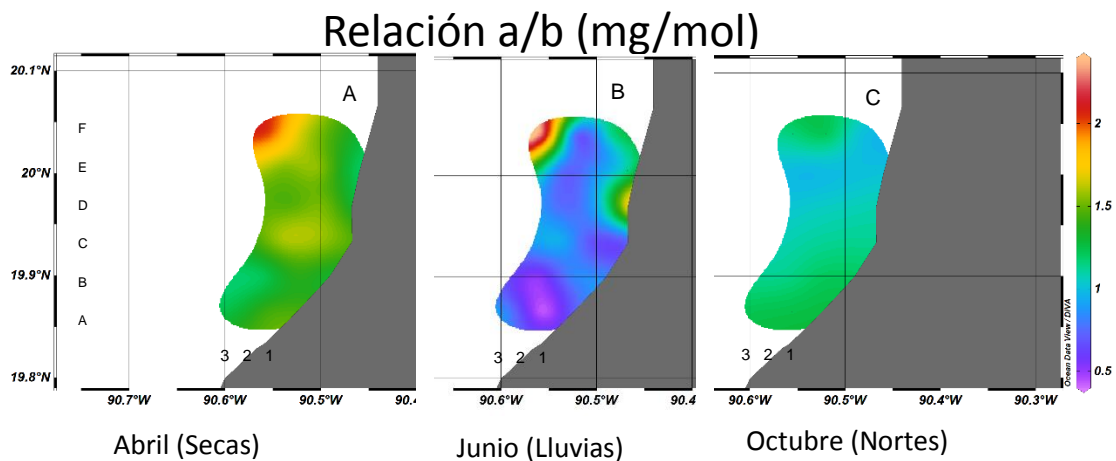 Relación a/b (mg/mol)
20.1°N
20°N
19.9°N
19.8°N
F
E
D
C
B
A
A
3 2 1
90.7°W 90.6°W 90.5°W 90.4
Abril (Secas)
B
3 2 1
90.6°W 90.5°W 90.4
Junio (Lluvias)
C
3 2 1
90.6°W 90.5°W 90.4°W 90.3°W
Octubre (Nortes)
2
1.5
1
0.5
Ocean Data View / DIVA